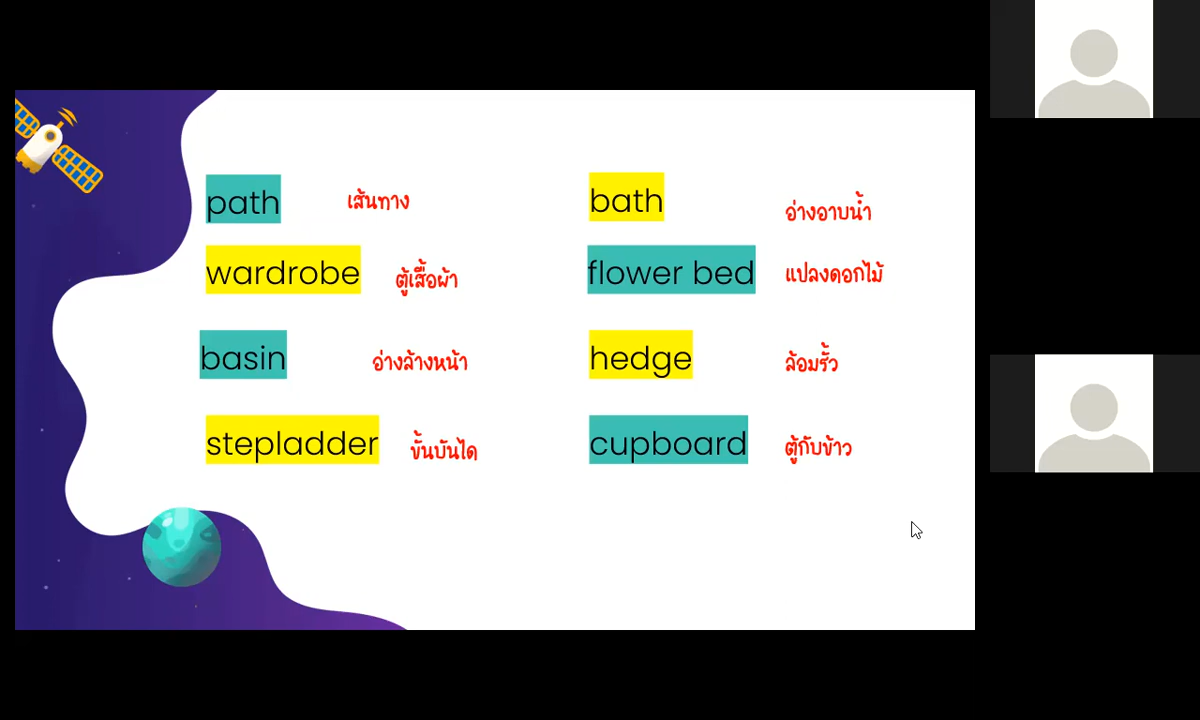 path เส้นทาง
wardrobe ตู้เสื้อผ้า
basin อ่างล้างหน้า
stepladder ขั้นบันได
bath อ่างอาบน้ำ
flower bed แปลงดอกไม้
hedge ล้อมรั้ว
cupboard ตู้กับข้าว